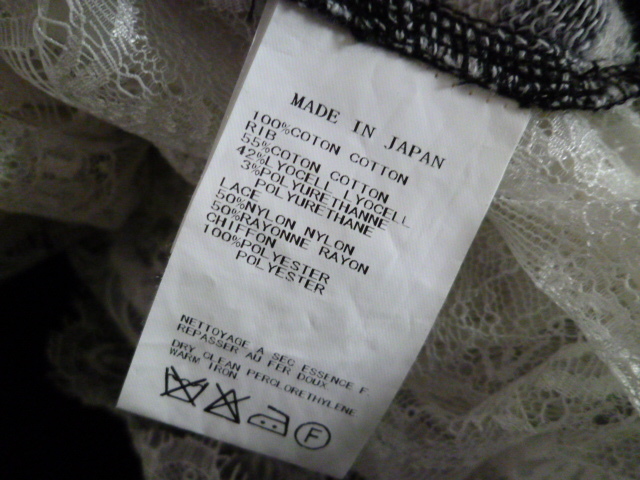 MADE IN JAPAN
100%COTON COTTON
RIB
55%COTON COTTON
42%LYOCELL LYOCELL
3%POLYURETHANNE
POLYURETHANE
LACE
50%NYLON NYLON
50%RAYONNE RAYON
CHIFFON
100%POLYESTER
POLYESTER
NETTOYAGE A SEC ESSENCE F.
REPASSER AU FER DOUX
DRY CLEAN PERCLORETHYLENE
WARM IRON
F